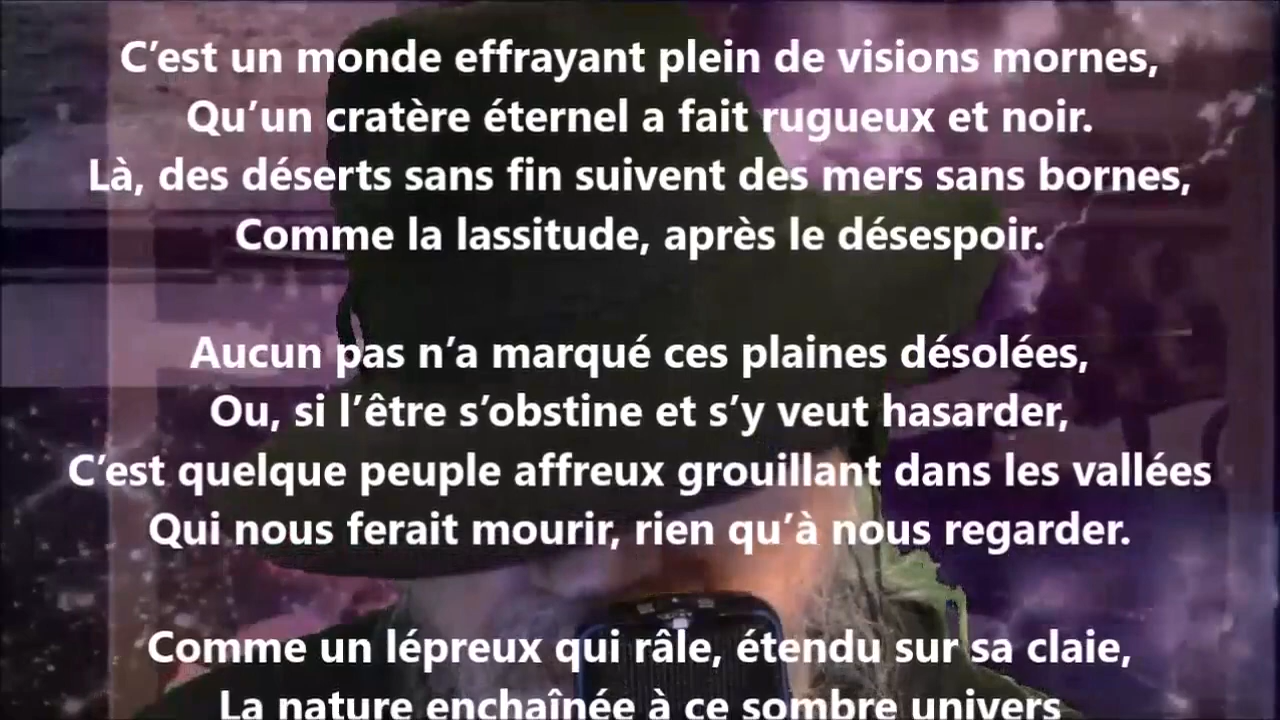 C’est un monde effrayant plein de visions mornes,
Qu’un cratère éternel a fait rugueux et noir.
Là, des déserts sans fin suivent des mers sans bornes,
Comme la lassitude, après le désespoir.
Aucun pas n’a marqué ces plaines désolées,
Ou, si l’être s’obstine et s’y veut hasarder,
C’est quelque peuple affreux grouillant dans les vallées
Qui nous ferait mourir, rien qu’à nous regarder.
Comme un lépreux qui râle, étendu sur sa claie,
La nature enchaînée à ce sombre univers